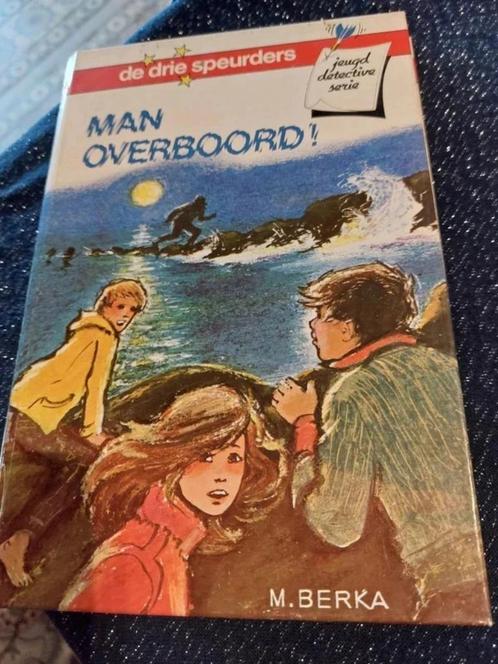 de drie speurders
jeugd
detective
serie
MAN
OVERBOORD!
M. BERKA